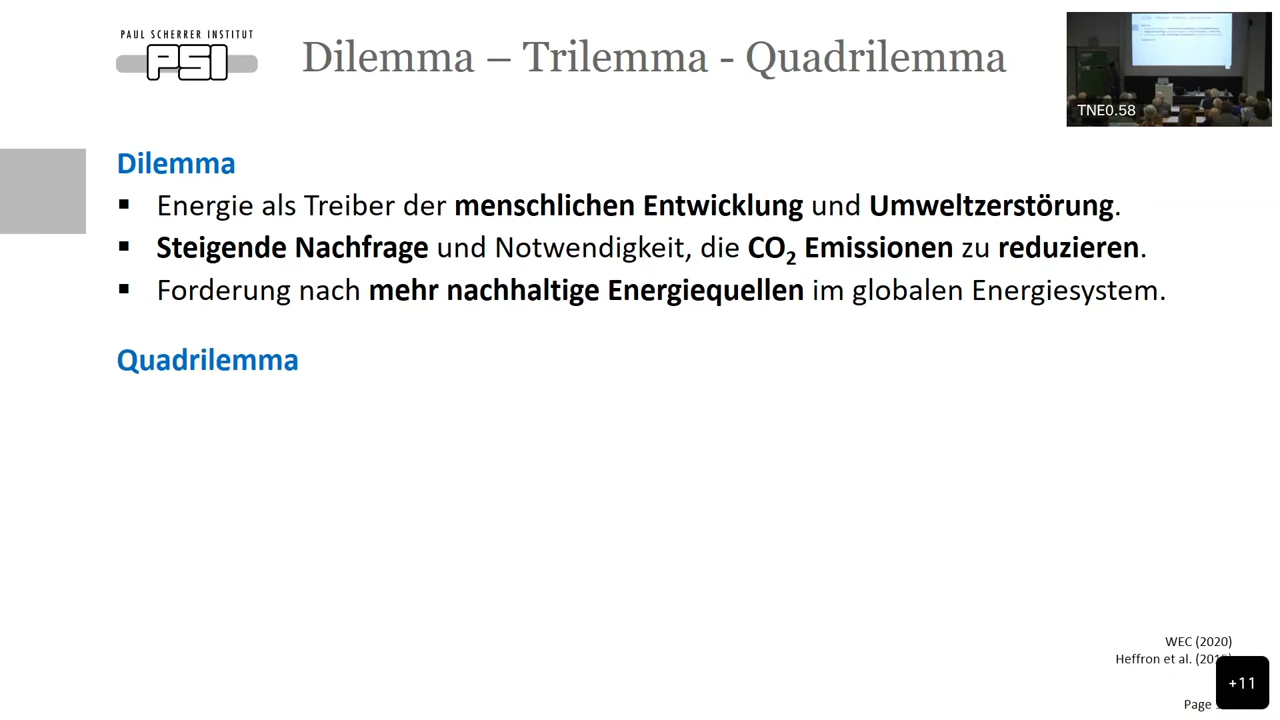 PAUL SCHERRER INSTITUT
PSI
Dilemma – Trilemma - Quadrilemma
TNE0.58
Dilemma
▪ Energie als Treiber der menschlichen Entwicklung und Umweltzerstörung.
▪ Steigende Nachfrage und Notwendigkeit, die CO₂ Emissionen zu reduzieren.
▪ Forderung nach mehr nachhaltige Energiequellen im globalen Energiesystem.
Quadrilemma
WEC (2020)
Heffron et al.
+11
Page